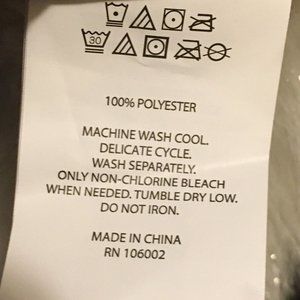 30
100% POLYESTER
MACHINE WASH COOL.
DELICATE CYCLE.
WASH SEPARATELY.
ONLY NON-CHLORINE BLEACH
WHEN NEEDED. TUMBLE DRY LOW.
DO NOT IRON.
MADE IN CHINA
RN 106002